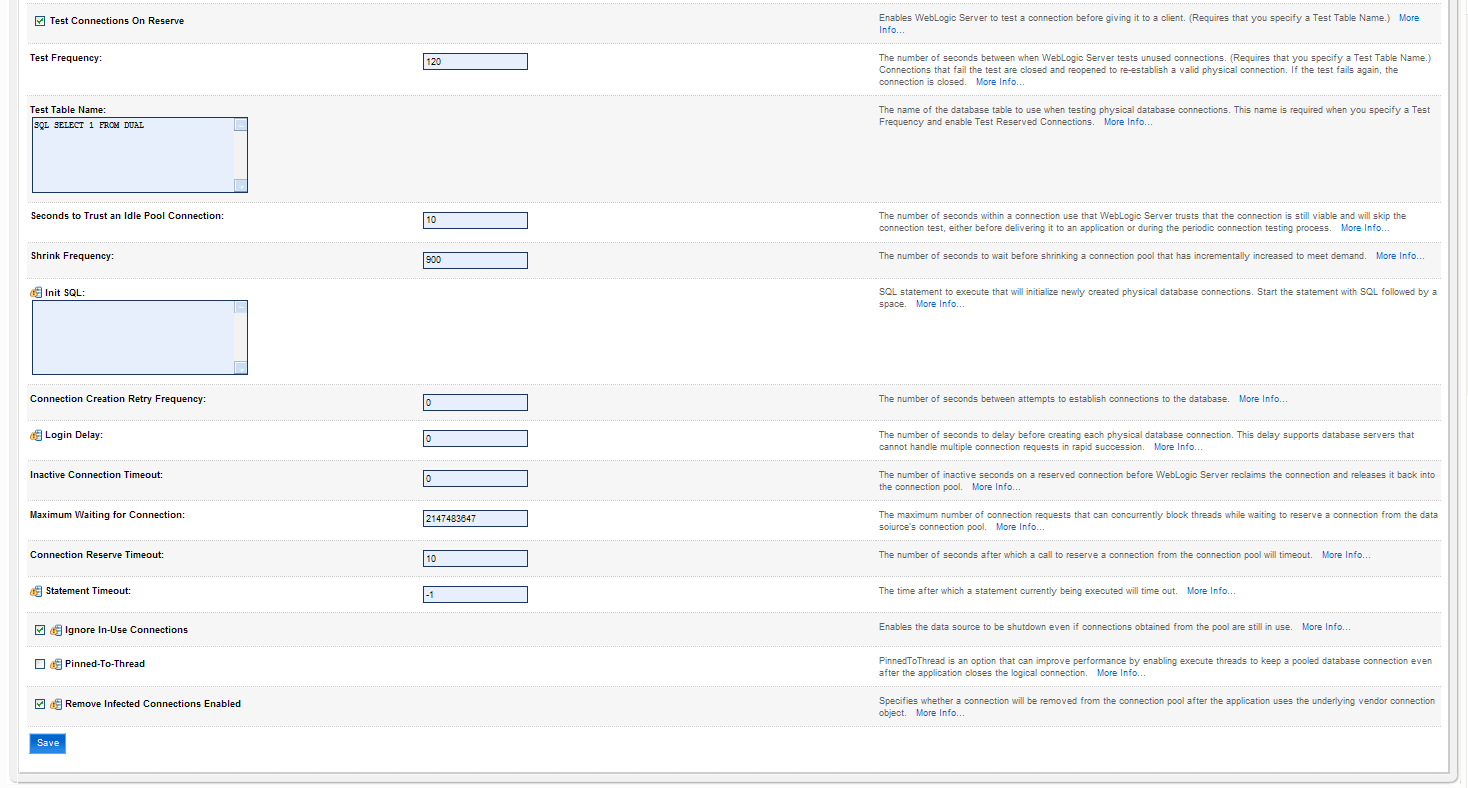 Test Connections On Reserve
Enables WebLogic Server to test a connection before giving it to a client. (Requires that you specify a Test Table Name.) More
Info...
Test Frequency:
120
The number of seconds between when WebLogic Server tests unused connections. (Requires that you specify a Test Table Name.)
Connections that fail the test are closed and reopened to re-establish a valid physical connection. If the test fails again, the
connection is closed. More Info...
Test Table Name:
SQL SELECT 1 FROM DUAL
The name of the database table to use when testing physical database connections. This name is required when you specify a Test
Frequency and enable Test Reserved Connections. More Info...
Seconds to Trust an Idle Pool Connection:
10
The number of seconds within a connection use that WebLogic Server trusts that the connection is still viable and will skip the
connection test, either before delivering it to an application or during the periodic connection testing process. More Info...
Shrink Frequency:
900
The number of seconds to wait before shrinking a connection pool that has incrementally increased to meet demand. More Info...
Init SQL:
SQL statement to execute that will initialize newly created physical database connections. Start the statement with SQL followed by a
space. More Info...
Connection Creation Retry Frequency:
0
The number of seconds between attempts to establish connections to the database. More Info...
Login Delay:
0
The number of seconds to delay before creating each physical database connection. This delay supports database servers that
cannot handle multiple connection requests in rapid succession. More Info...
Inactive Connection Timeout:
0
The number of inactive seconds on a reserved connection before WebLogic Server reclaims the connection and releases it back into
the connection pool. More Info...
Maximum Waiting for Connection:
2147483647
The maximum number of connection requests that can concurrently block threads while waiting to reserve a connection from the data
soiurce's connection pool. More Info...
Connection Reserve Timeout:
10
The number of seconds after which a call to reserve a connection from the connection pool will timeout. More Info...
Statement Timeout:
-1
The time after which a statement currently being executed will time out. More Info...
Ignore In-Use Connections
Enables the data source to be shutdown even if connections obtained from the pool are still in use. More Info...
Pinned-To-Thread
PinnedToThread is an option that can improve performance by enabling execute threads to keep a pooled database connection even
after the application closes the logical connection. More Info...
Remove Infected Connections Enabled
Specifies whether a connection will be removed from the connection pool after the application uses the underlying vendor connection
object. More Info...
Save